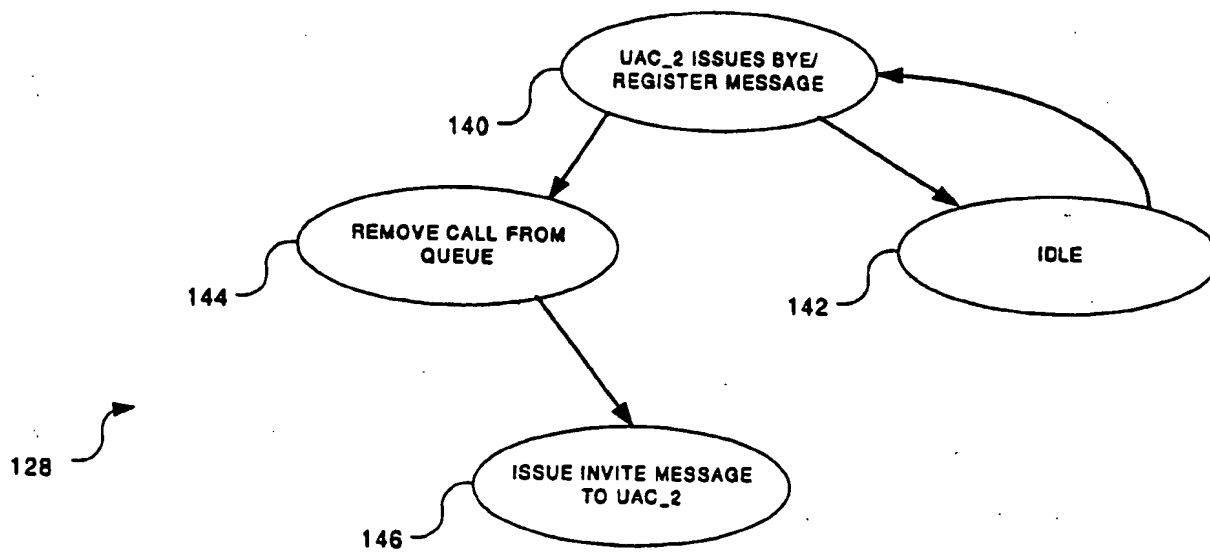 UAC_2 ISSUES BYE/
REGISTER MESSAGE
140
REMOVE CALL FROM
QUEUE
144
IDLE
142
128
ISSUE INVITE MESSAGE
TO UAC_2
146